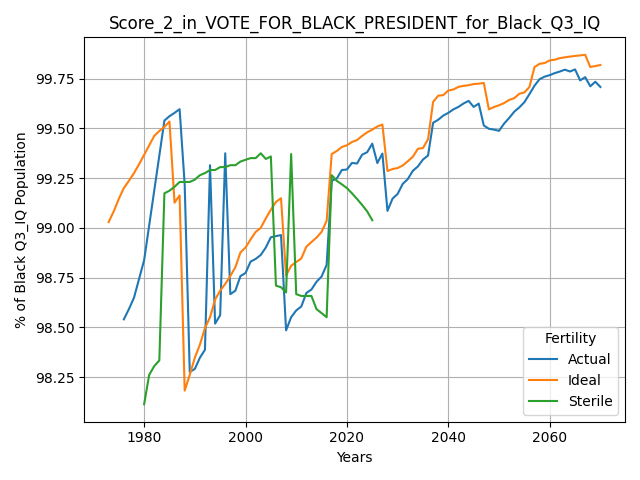 Score_2_in_VOTE_FOR_BLACK_PRESIDENT_for_Black_Q3_IQ
% of Black Q3_IQ Population
99.75
99.50
99.25
99.00
98.75
98.50
98.25
1980
2000
2020
2040
2060
Years
Fertility
Actual
Ideal
Sterile